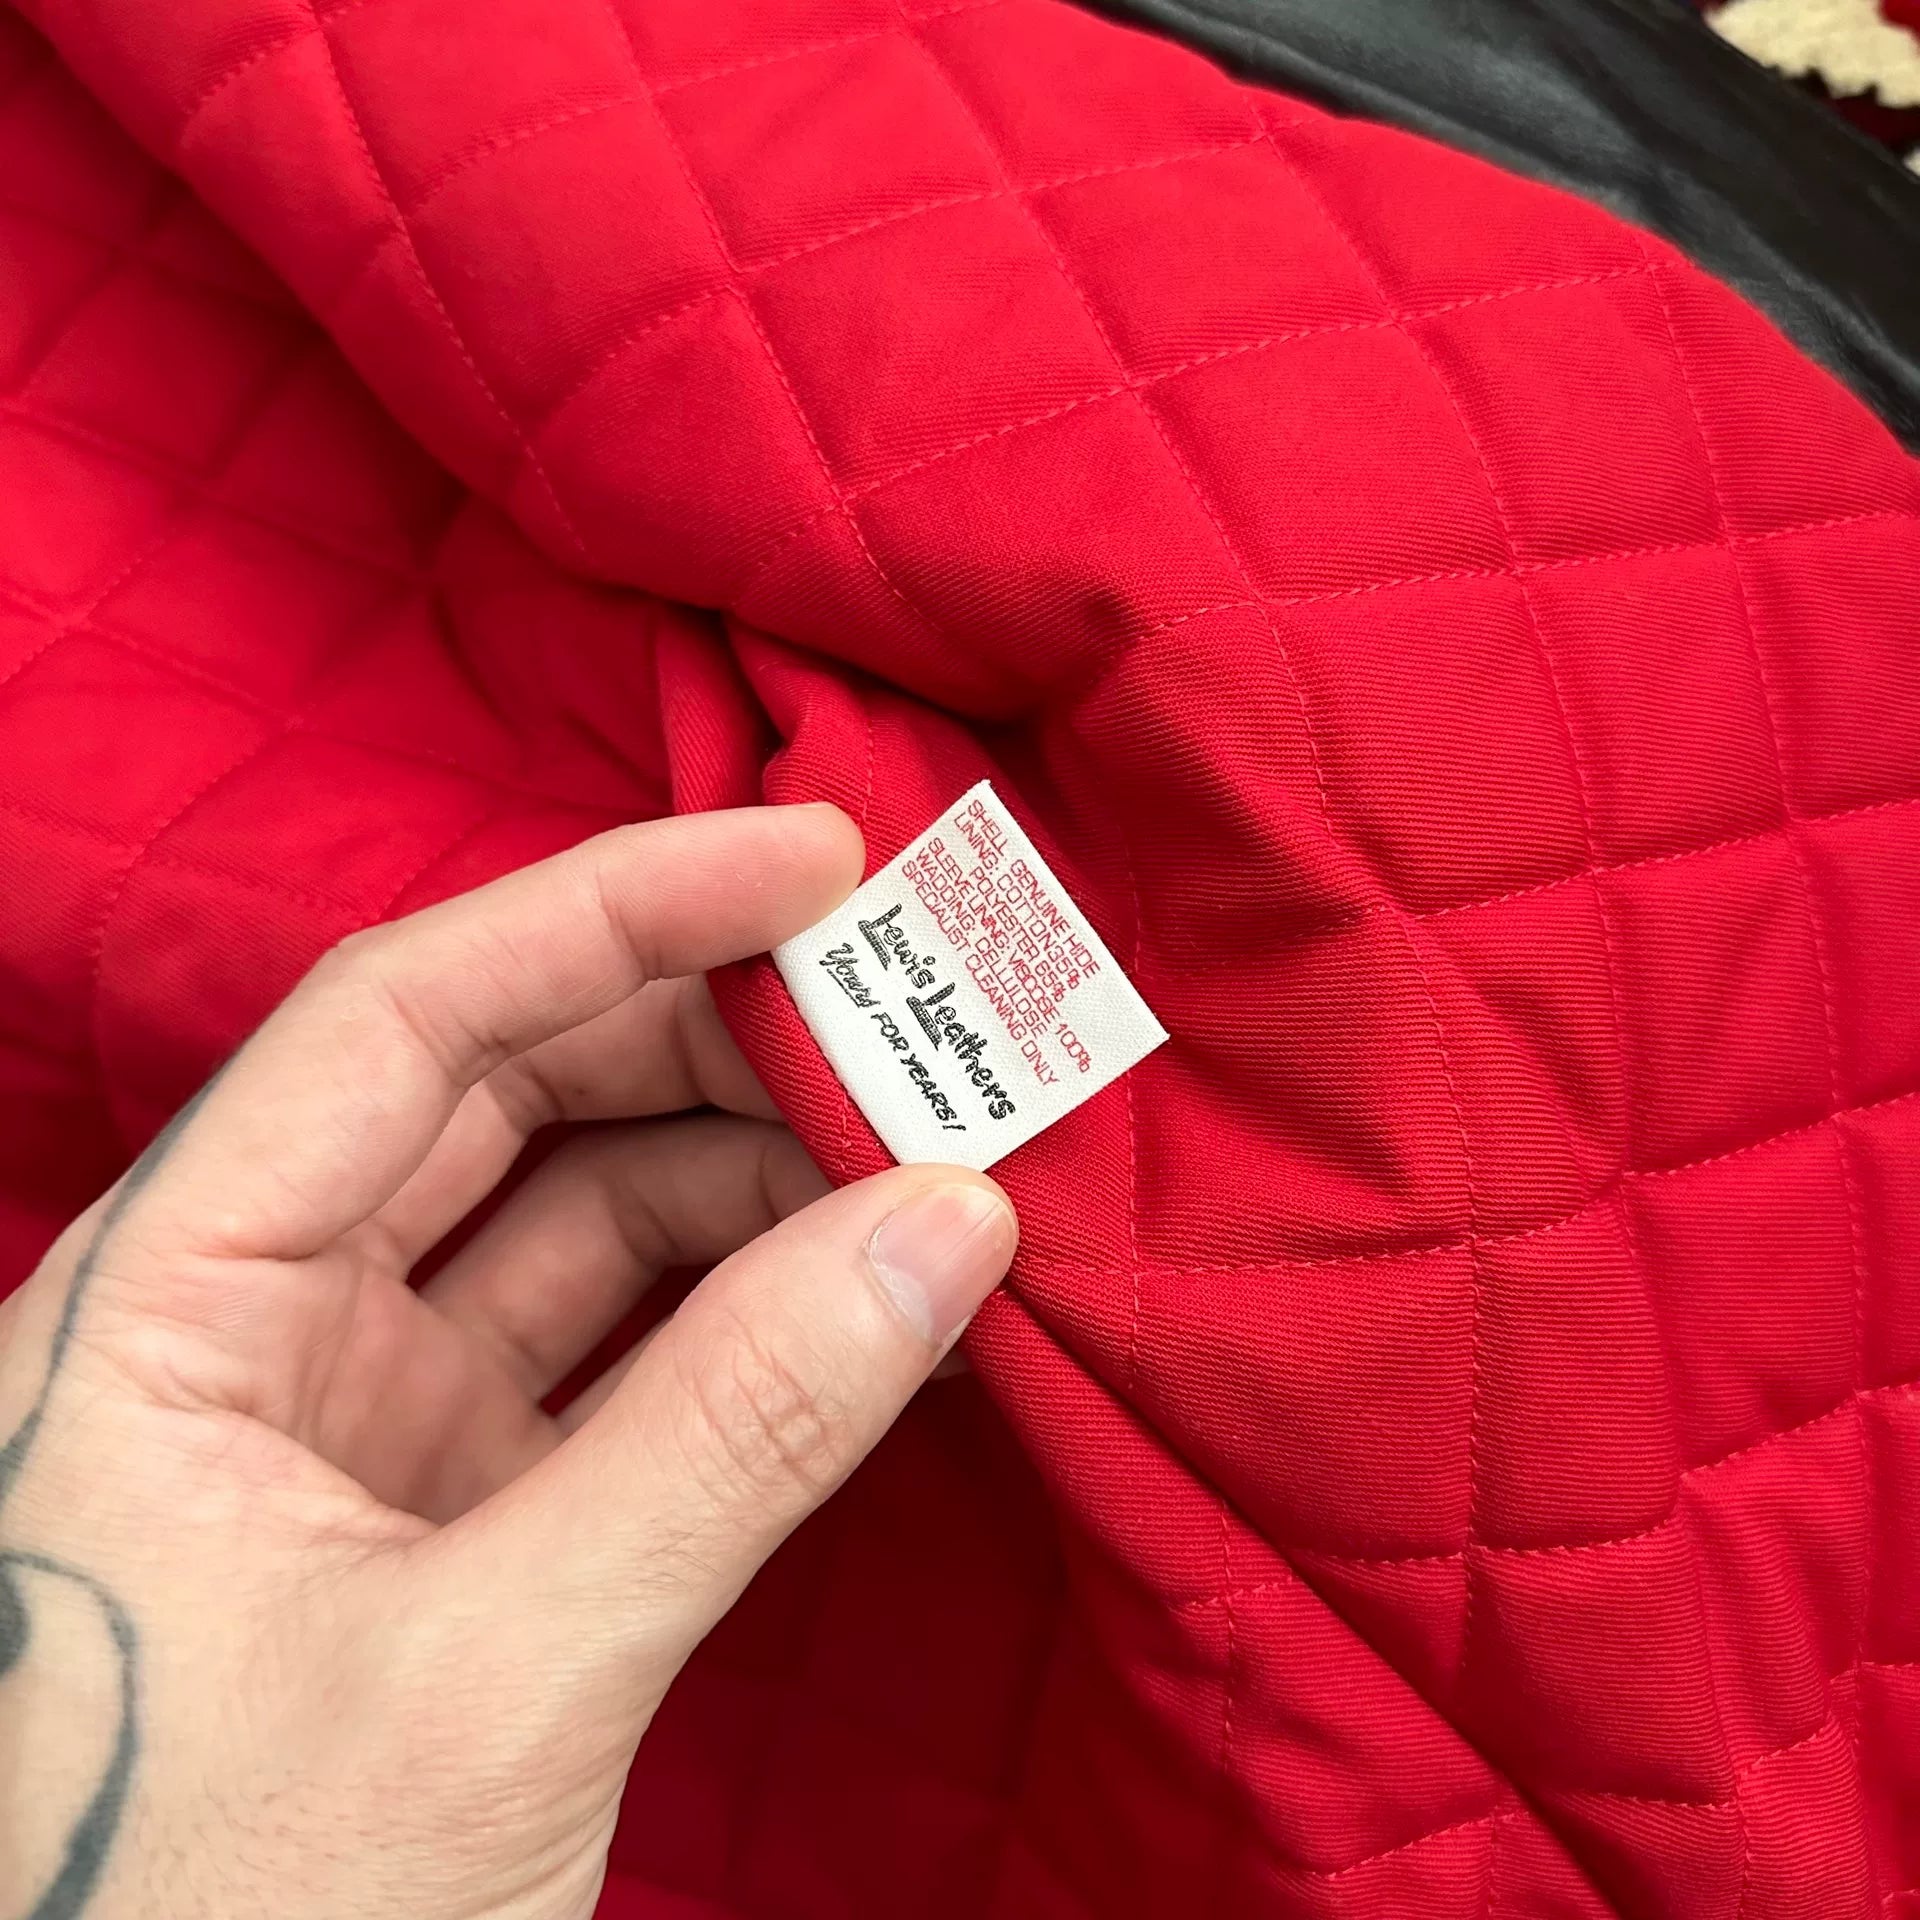 SHELL GENUINE HIDE
LINING: COTTON 35%
POLYESTER 65%
SLEEVE LINING: VISCOSE 100%
WADDING: CELLULOSE
SPECIALIST CLEANING ONLY
Lewis Leathers
Yours FOR YEARS!